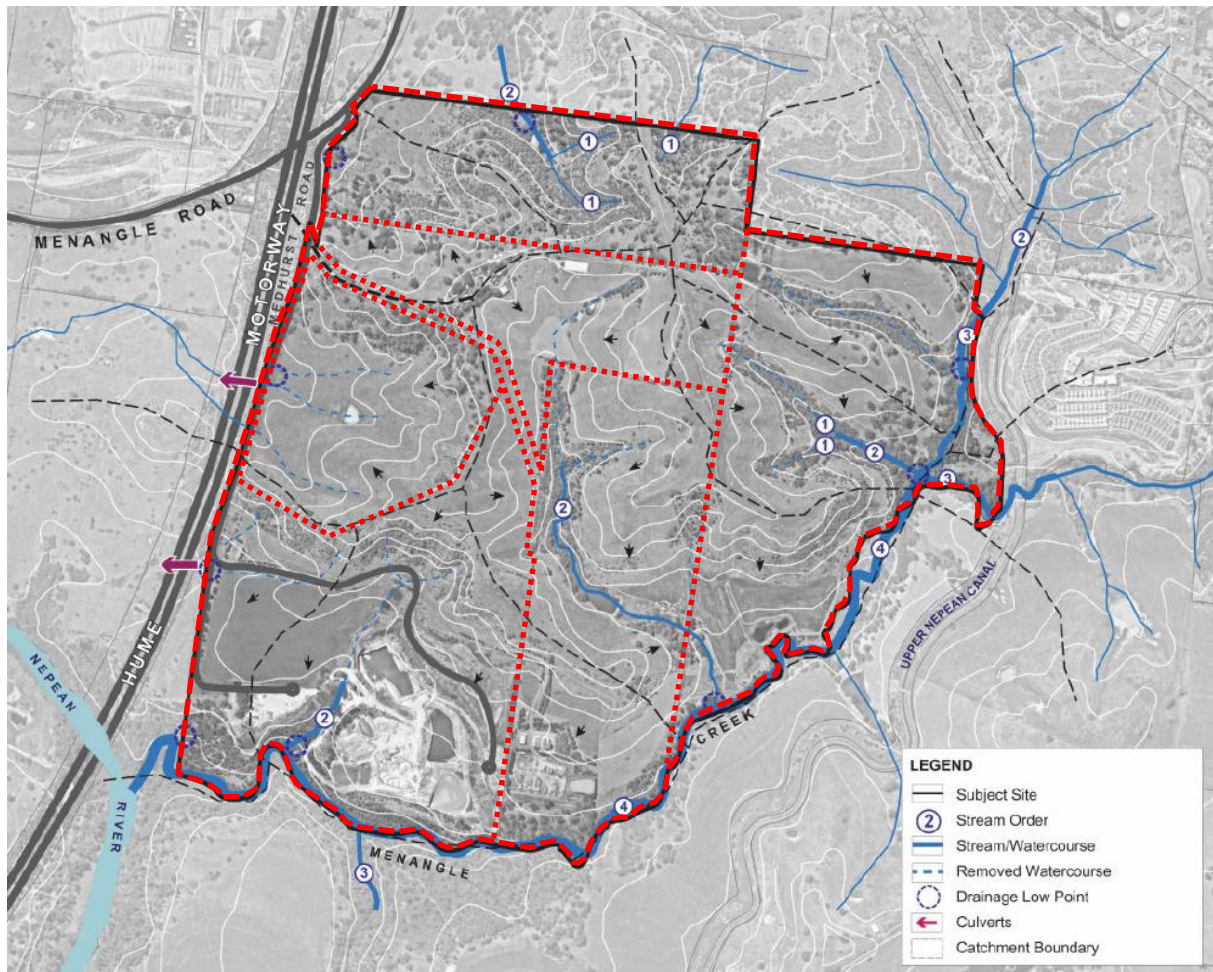 2
1
1
1
MENANGLE ROAD
MOTORWAY
MEDHURST ROAD
2
3
1
1
2
3
2
4
UPPER NEPEAN CANAL
HUME
NEPEAN
RIVER
2
CREEK
4
MENANGLE
3
LEGEND
Subject Site
2 Stream Order
Stream/Watercourse
Removed Watercourse
Drainage Low Point
Culverts
Catchment Boundary